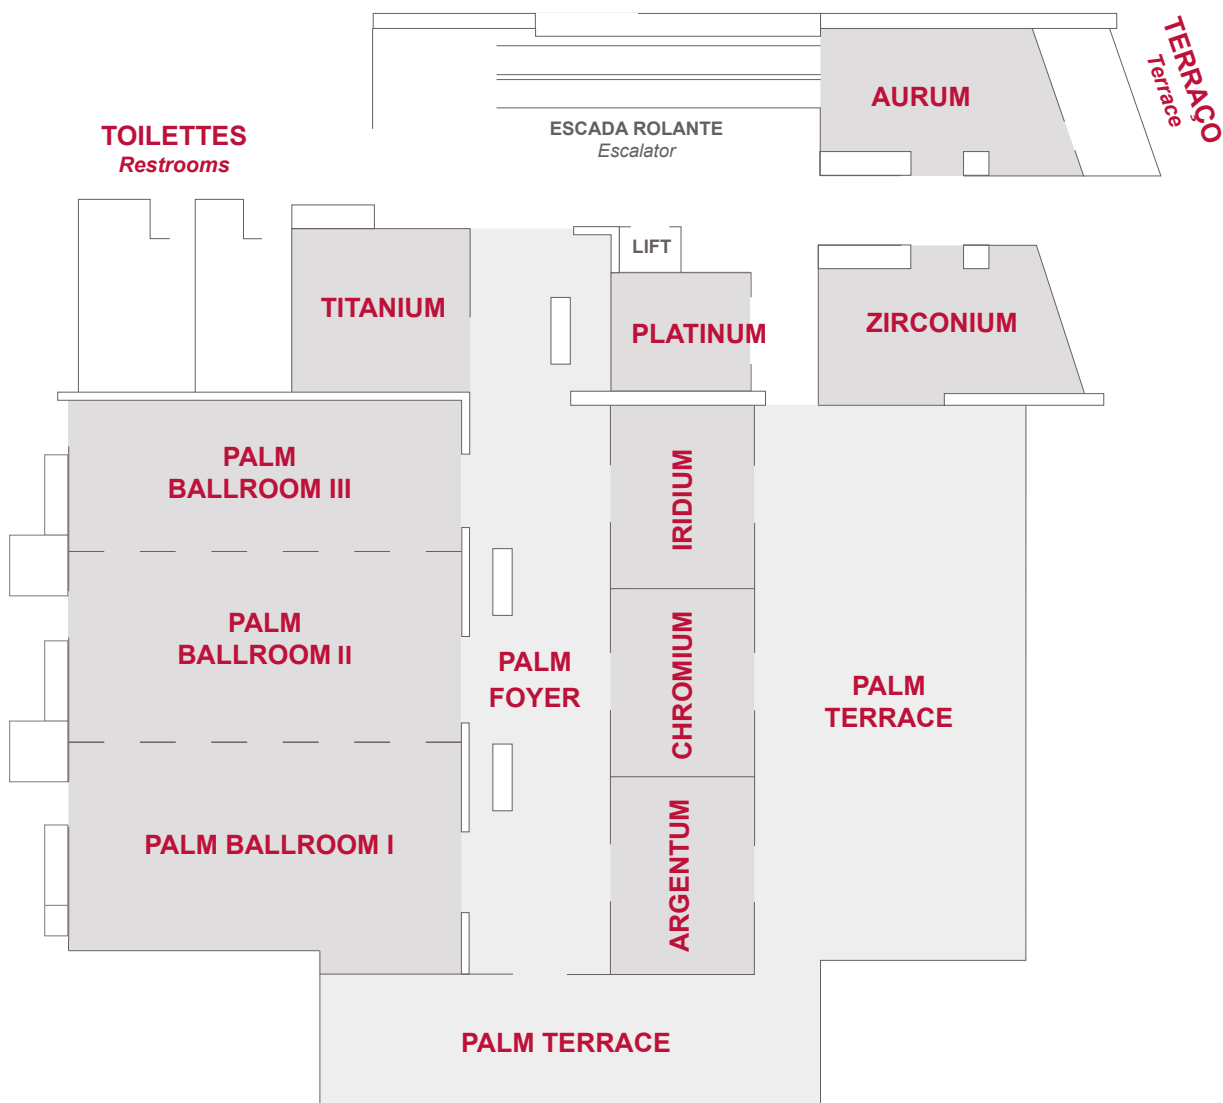 TERRAÇO
Terrace
AURUM
ESCADA ROLANTE
Escalator
TOILETTES
Restrooms
LIFT
TITANIUM
PLATINUM
ZIRCONIUM
PALM
BALLROOM III
IRIDIUM
PALM
BALLROOM II
PALM
FOYER
CHROMIUM
PALM
TERRACE
PALM BALLROOM I
ARGENTUM
PALM TERRACE